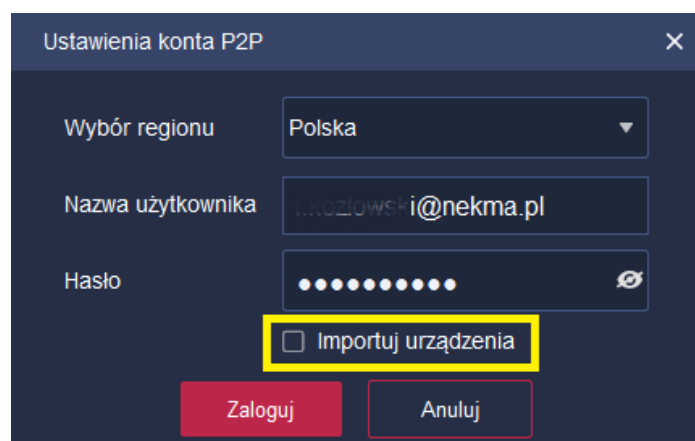 Ustawienia konta P2P
Wybór regionu Polska
Nazwa użytkownika i@nekma.pl
Hasło
Importuj urządzenia
Zaloguj Anuluj